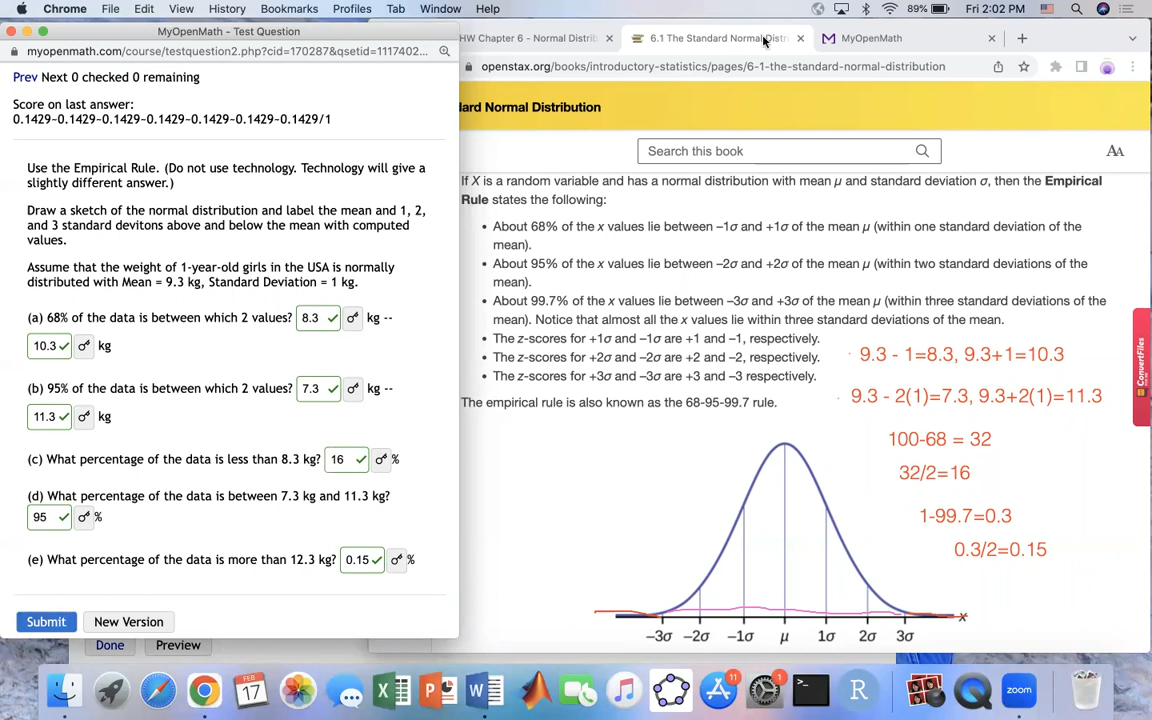 Chrome File Edit View History Bookmarks Profiles Tab Window Help 89% Fri 2:02 PM
MyOpenMath - Test Question
myopenmath.com/course/testquestion2.php?cid=170287&qsetid=1117402...
Prev Next 0 checked 0 remaining
Score on last answer:
0.1429~0.1429~0.1429~0.1429~0.1429~0.1429~0.1429/1
Use the Empirical Rule. (Do not use technology. Technology will give a
slightly different answer.)
Draw a sketch of the normal distribution and label the mean and 1, 2,
and 3 standard devitons above and below the mean with computed
values.
Assume that the weight of 1-year-old girls in the USA is normally
distributed with Mean = 9.3 kg, Standard Deviation = 1 kg.
(a) 68% of the data is between which 2 values? 8.3 kg --
10.3 kg
(b) 95% of the data is between which 2 values? 7.3 kg --
11.3 kg
(c) What percentage of the data is less than 8.3 kg? 16 %
(d) What percentage of the data is between 7.3 kg and 11.3 kg?
95 %
(e) What percentage of the data is more than 12.3 kg? 0.15 %
Submit New Version
Done Preview
HW Chapter 6 - Normal Distrib 6.1 The Standard Normal Distri MyOpenMath
openstax.org/books/introductory-statistics/pages/6-1-the-standard-normal-distribution
dard Normal Distribution
Search this book AA
If X is a random variable and has a normal distribution with mean μ and standard deviation σ, then the Empirical
Rule states the following:
• About 68% of the x values lie between –1σ and +1σ of the mean μ (within one standard deviation of the
mean).
• About 95% of the x values lie between –2σ and +2σ of the mean μ (within two standard deviations of the
mean).
• About 99.7% of the x values lie between –3σ and +3σ of the mean μ (within three standard deviations of the
mean). Notice that almost all the x values lie within three standard deviations of the mean.
• The z-scores for +1σ and –1σ are +1 and –1, respectively.
• The z-scores for +2σ and –2σ are +2 and –2, respectively.
• The z-scores for +3σ and –3σ are +3 and –3 respectively.
The empirical rule is also known as the 68-95-99.7 rule.
9.3 - 1=8.3, 9.3+1=10.3
9.3 - 2(1)=7.3, 9.3+2(1)=11.3
100-68 = 32
32/2=16
1-99.7=0.3
0.3/2=0.15
x
–3σ –2σ –1σ μ 1σ 2σ 3σ
ConvertFiles
FEB
17
11
1
zoom